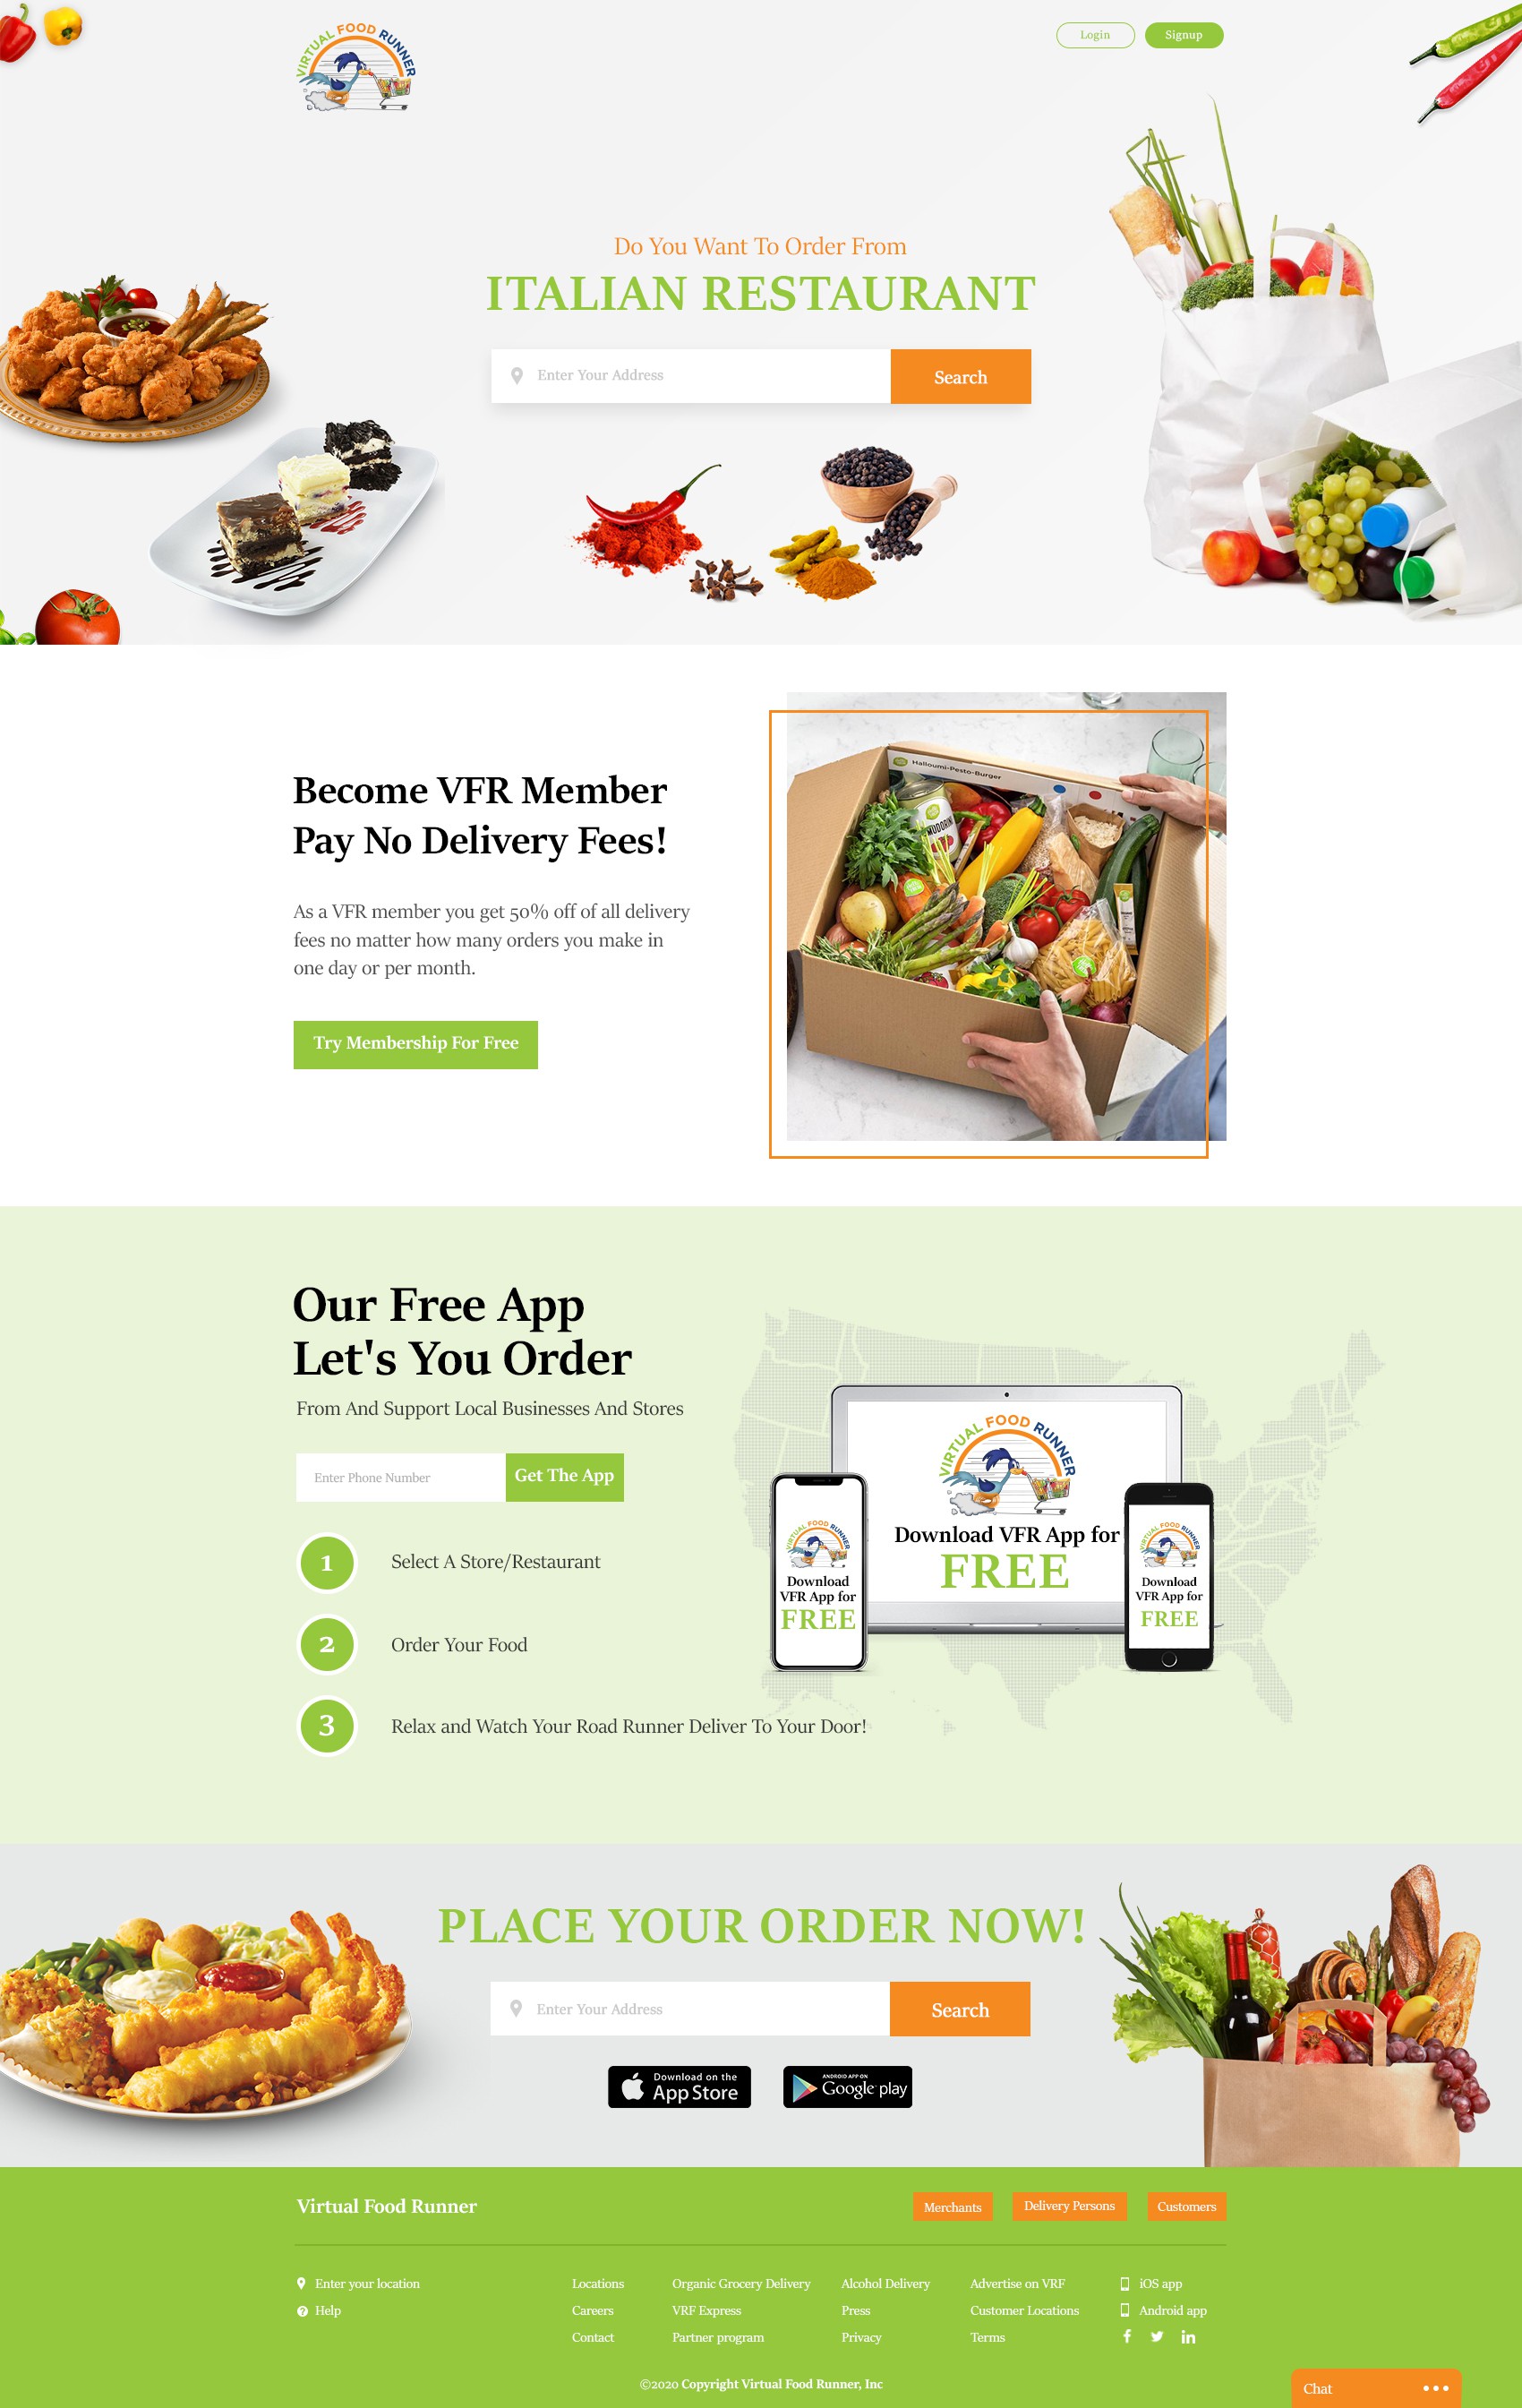 VIRTUAL FOOD RUNNER
Login
Signup
Do You Want To Order From
ITALIAN RESTAURANT
Enter Your Address
Search
Become VFR Member
Pay No Delivery Fees!
As a VFR member you get 50% off of all delivery
fees no matter how many orders you make in
one day or per month.
Try Membership For Free
Halloumi-Pesto-Burger
Our Free App
Let's You Order
From And Support Local Businesses And Stores
Enter Phone Number
Get The App
1
Select A Store/Restaurant
2
Order Your Food
3
Relax and Watch Your Road Runner Deliver To Your Door!
VIRTUAL FOOD RUNNER
Download VFR App for
FREE
VIRTUAL FOOD RUNNER
Download
VFR App for
FREE
VIRTUAL FOOD RUNNER
Download
VFR App for
FREE
PLACE YOUR ORDER NOW!
Enter Your Address
Search
Download on the
App Store
ANDROID APP ON
Google play
Virtual Food Runner
Merchants
Delivery Persons
Customers
Enter your location
Help
Locations
Careers
Contact
Organic Grocery Delivery
VRF Express
Partner program
Alcohol Delivery
Press
Privacy
Advertise on VRF
Customer Locations
Terms
iOS app
Android app
©2020 Copyright Virtual Food Runner, Inc
Chat